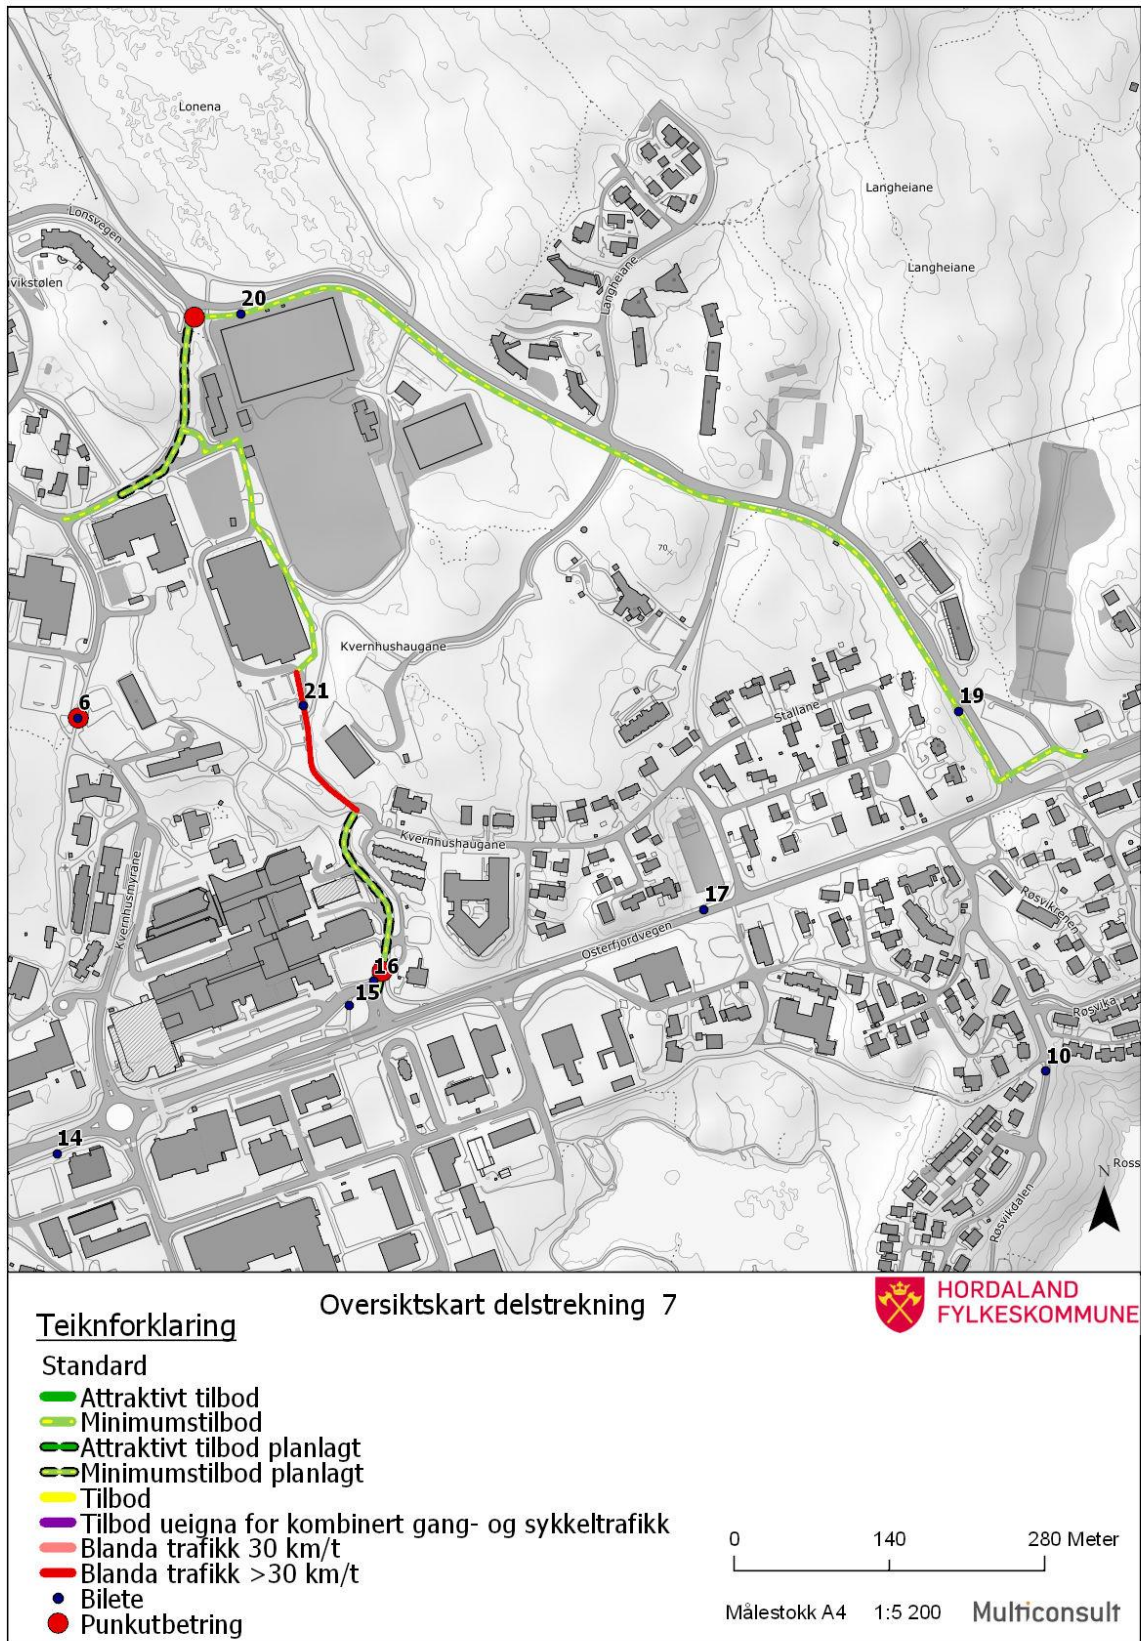 Lonena
Langheiane
Lonsvegen
Langheiane
vikstølen
20
Langheiane
70
Kvernhushaugane
21
6
19
Stallane
Kvernhushaugane
17
Røsvikrenen
Kvernhusmyrane
Osterfjordvegen
16
15
Røsvika
10
14
Ross
N
Røsvikdalen
Oversiktskart delstrekning 7
HORDALAND
FYLKESKOMMUNE
Teiknforklaring
Standard
Attraktivt tilbod
Minimumstilbod
Attraktivt tilbod planlagt
Minimumstilbod planlagt
Tilbod
Tilbod ueigna for kombinert gang- og sykkeltrafikk
Blanda trafikk 30 km/t
Blanda trafikk >30 km/t
Bilete
Punkutbetring
0 140 280 Meter
Målestokk A4 1:5 200
Multiconsult